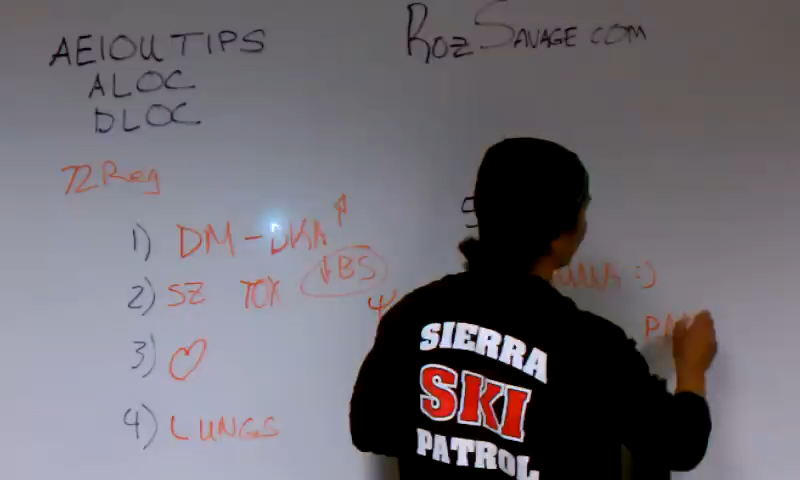 AEIOU TIPS
ALOC
DLOC
RozSavage.com
72 Reg
1) DM - DKA ↑
2) SZ TOX ↓BS
3) ♡
4) LUNGS
:)
SIERRA
SKI
PATROL